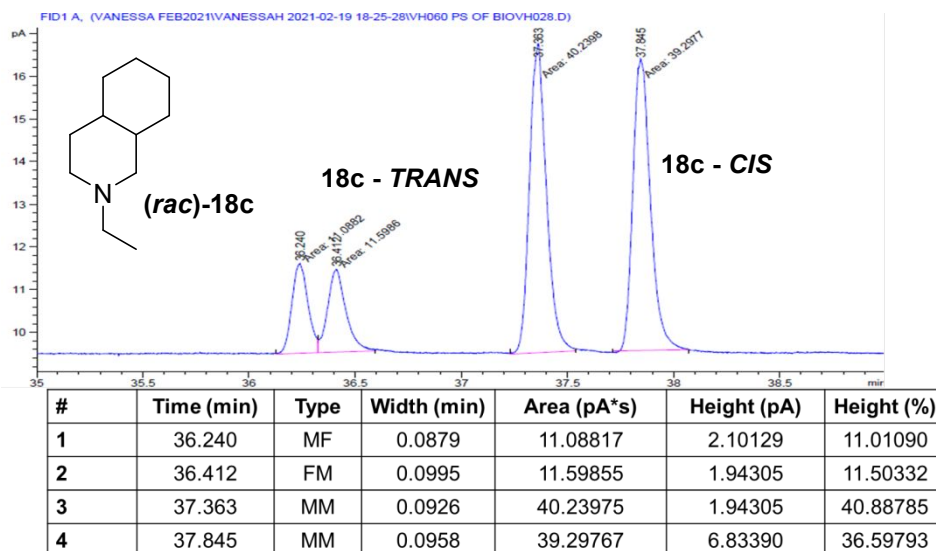 FID1 A, (VANESSA FEB2021\VANESSAH 2021-02-19 18-25-28\VH060 PS OF BIOVH028.D)
pA
16
15
14
13
12
11
10
36.240
Area: 11.0882
36.412
Area: 11.5986
37.363
Area: 40.2398
37.845
Area: 39.2977
18c - TRANS
18c - CIS
N
(rac)-18c
35 35.5 36 36.5 37 37.5 38 38.5 min
# Time (min) Type Width (min) Area (pA*s) Height (pA) Height (%)
1 36.240 MF 0.0879 11.08817 2.10129 11.01090
2 36.412 FM 0.0995 11.59855 1.94305 11.50332
3 37.363 MM 0.0926 40.23975 1.94305 40.88785
4 37.845 MM 0.0958 39.29767 6.83390 36.59793